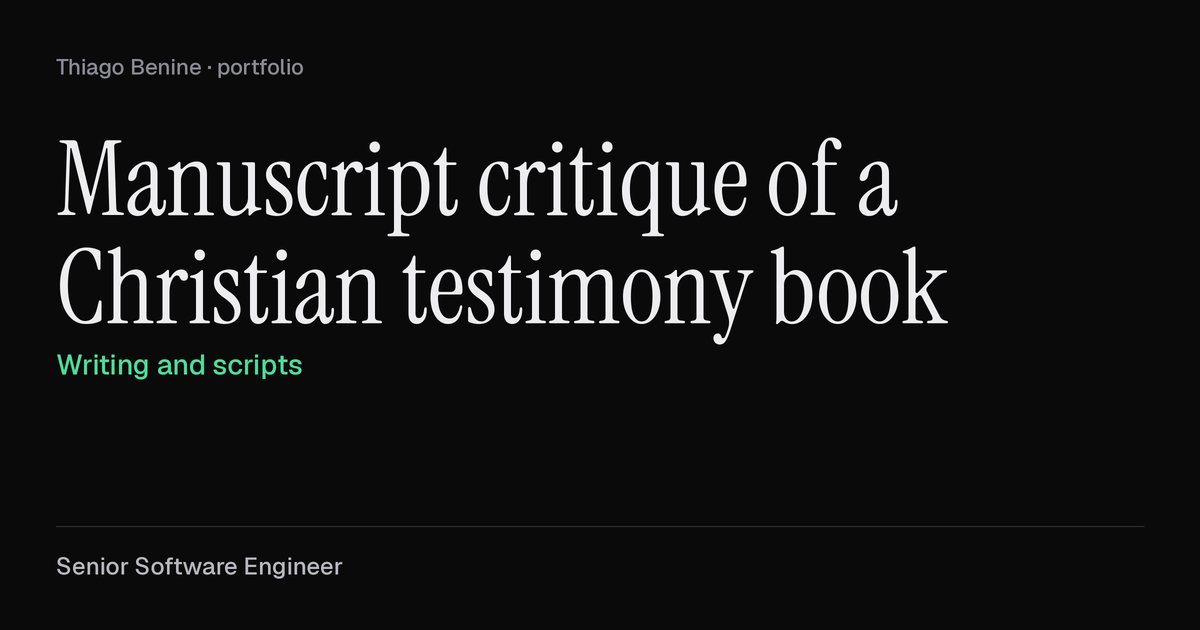 Thiago Benine · portfolio
Manuscript critique of a
Christian testimony book
Writing and scripts
Senior Software Engineer